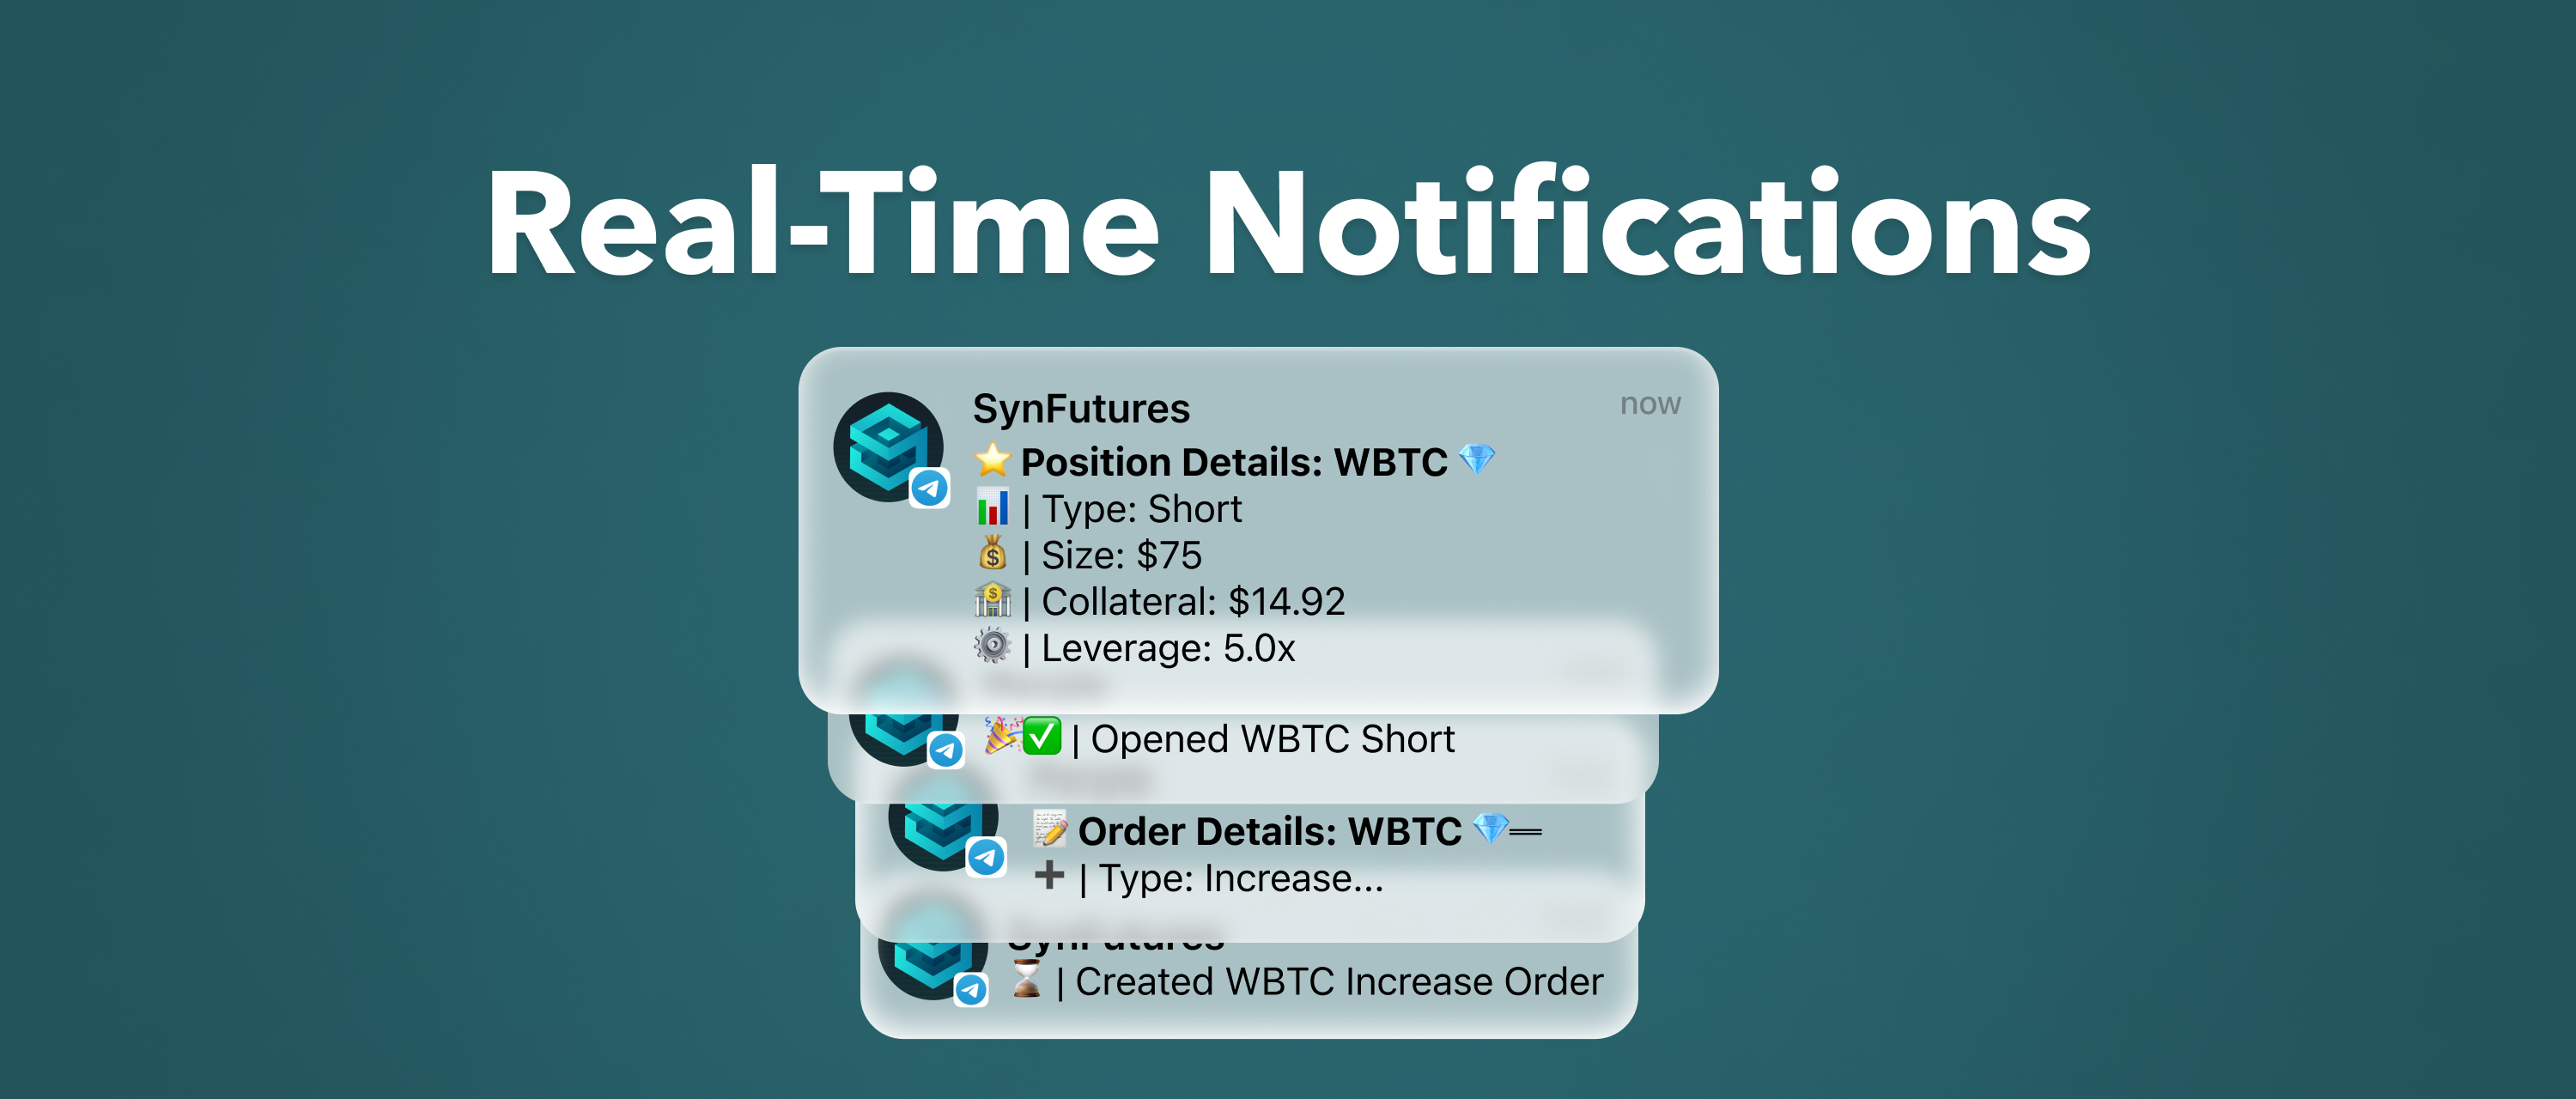 Real-Time Notifications
SynFutures
now
⭐ Position Details: WBTC 💎
📊 | Type: Short
💰 | Size: $75
🏦 | Collateral: $14.92
⚙️ | Leverage: 5.0x
🎉✅ | Opened WBTC Short
📝 Order Details: WBTC 💎═
➕ | Type: Increase...
SynFutures
⏳ | Created WBTC Increase Order